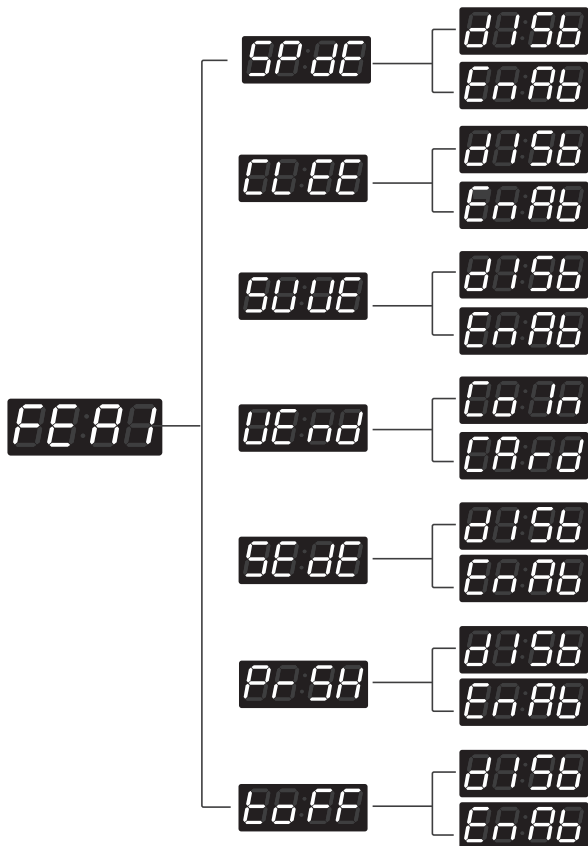 FEA1
SPdE
d1Sb
EnAb
CLEE
d1Sb
EnAb
SUUE
d1Sb
EnAb
UEnd
Co1n
CArd
SEdE
d1Sb
EnAb
PrSH
d1Sb
EnAb
toFF
d1Sb
EnAb